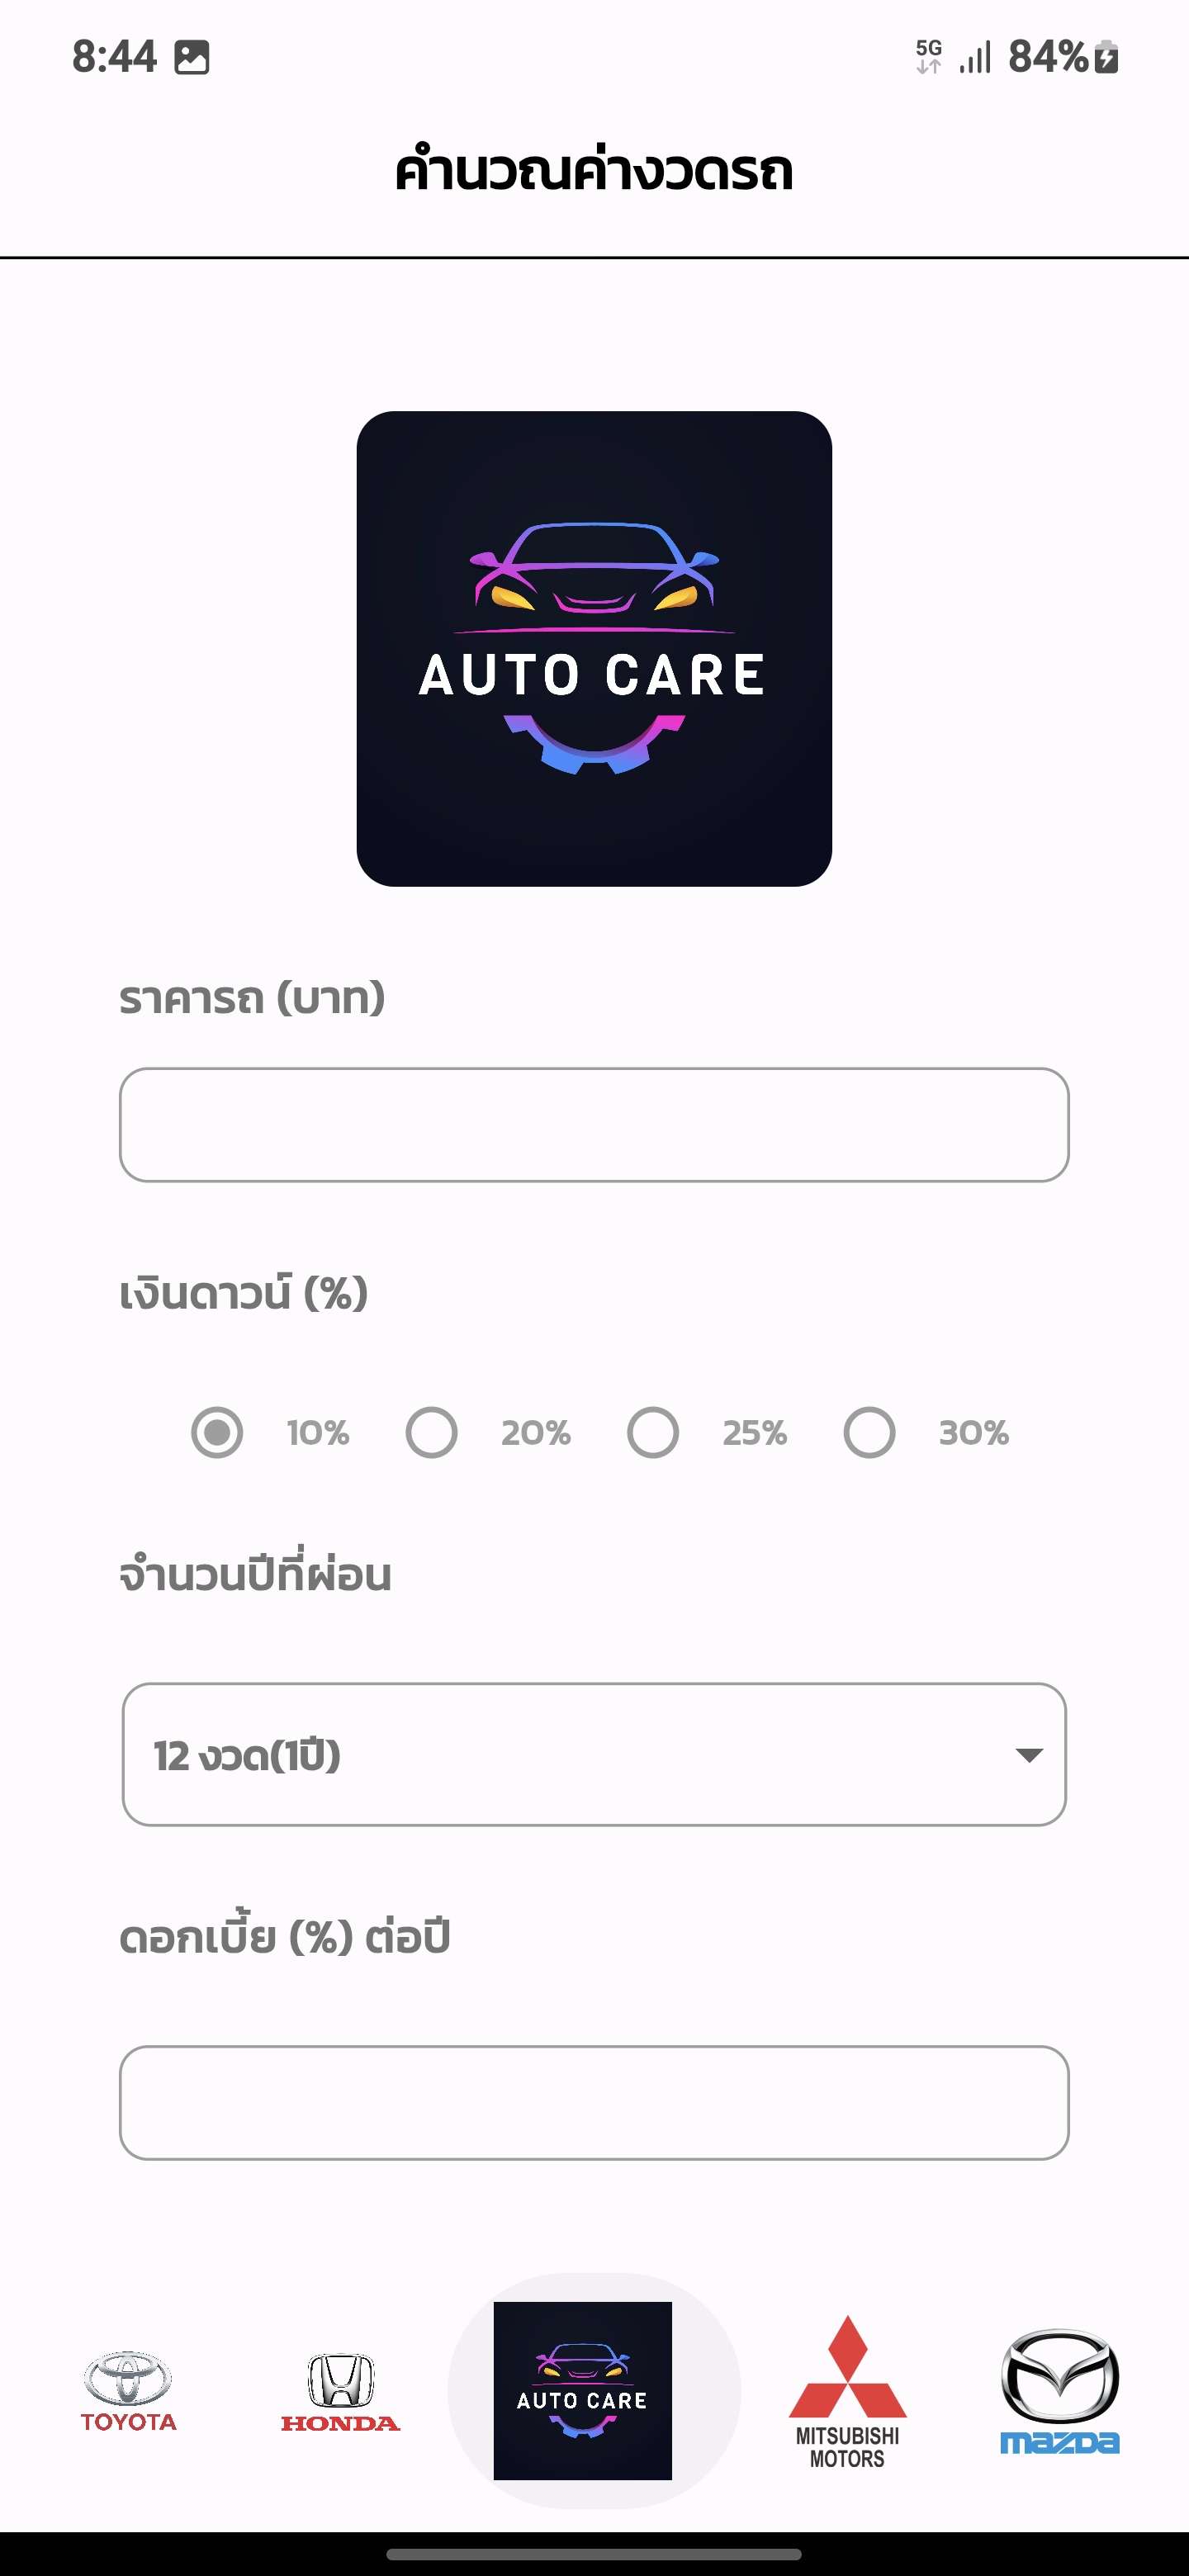 8:44
5G 84%
คำนวณค่างวดรถ
AUTO CARE
ราคารถ (บาท)
เงินดาวน์ (%)
10% 20% 25% 30%
จำนวนปีที่ผ่อน
12 งวด(1ปี)
ดอกเบี้ย (%) ต่อปี
TOYOTA
HONDA
AUTO CARE
MITSUBISHI
MOTORS
mazda